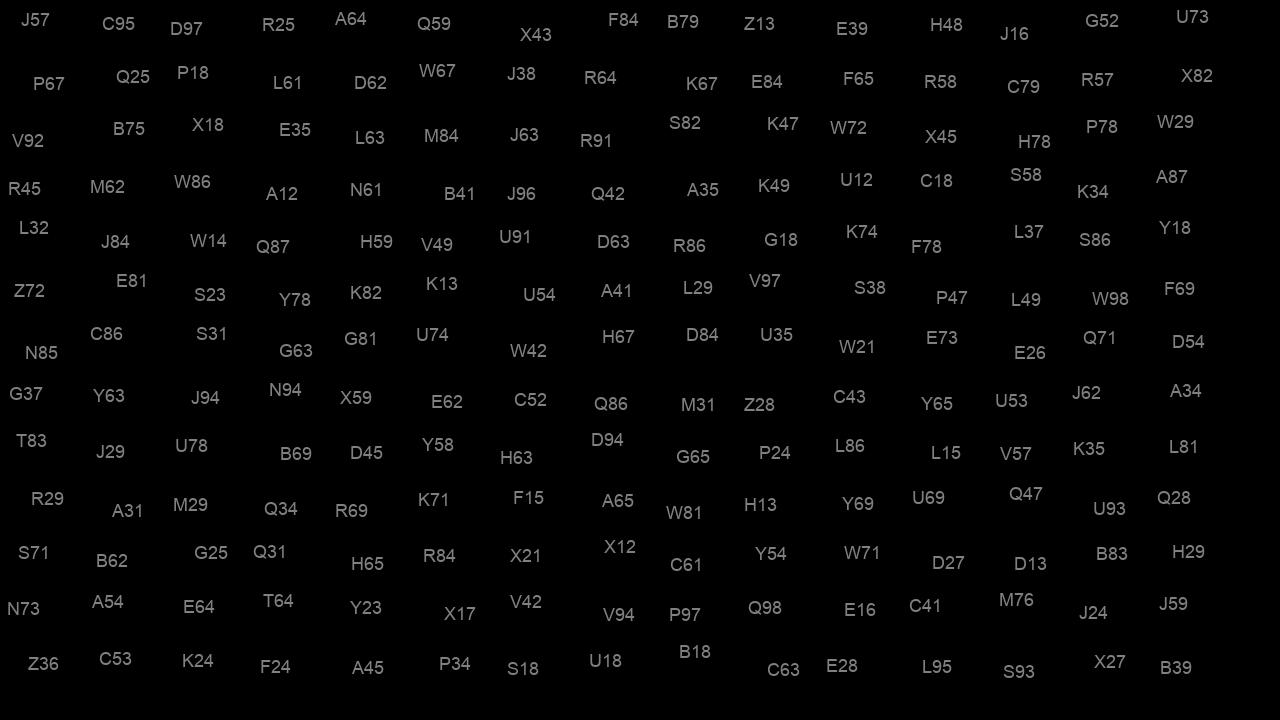 J57 C95 D97 R25 A64 Q59 X43 F84 B79 Z13 E39 H48 J16 G52 U73
P67 Q25 P18 L61 D62 W67 J38 R64 K67 E84 F65 R58 C79 R57 X82
V92 B75 X18 E35 L63 M84 J63 R91 S82 K47 W72 X45 H78 P78 W29
R45 M62 W86 A12 N61 B41 J96 Q42 A35 K49 U12 C18 S58 K34 A87
L32 J84 W14 Q87 H59 V49 U91 D63 R86 G18 K74 F78 L37 S86 Y18
Z72 E81 S23 Y78 K82 K13 U54 A41 L29 V97 S38 P47 L49 W98 F69
N85 C86 S31 G63 G81 U74 W42 H67 D84 U35 W21 E73 E26 Q71 D54
G37 Y63 J94 N94 X59 E62 C52 Q86 M31 Z28 C43 Y65 U53 J62 A34
T83 J29 U78 B69 D45 Y58 H63 D94 G65 P24 L86 L15 V57 K35 L81
R29 A31 M29 Q34 R69 K71 F15 A65 W81 H13 Y69 U69 Q47 U93 Q28
S71 B62 G25 Q31 H65 R84 X21 X12 C61 Y54 W71 D27 D13 B83 H29
N73 A54 E64 T64 Y23 X17 V42 V94 P97 Q98 E16 C41 M76 J24 J59
Z36 C53 K24 F24 A45 P34 S18 U18 B18 C63 E28 L95 S93 X27 B39